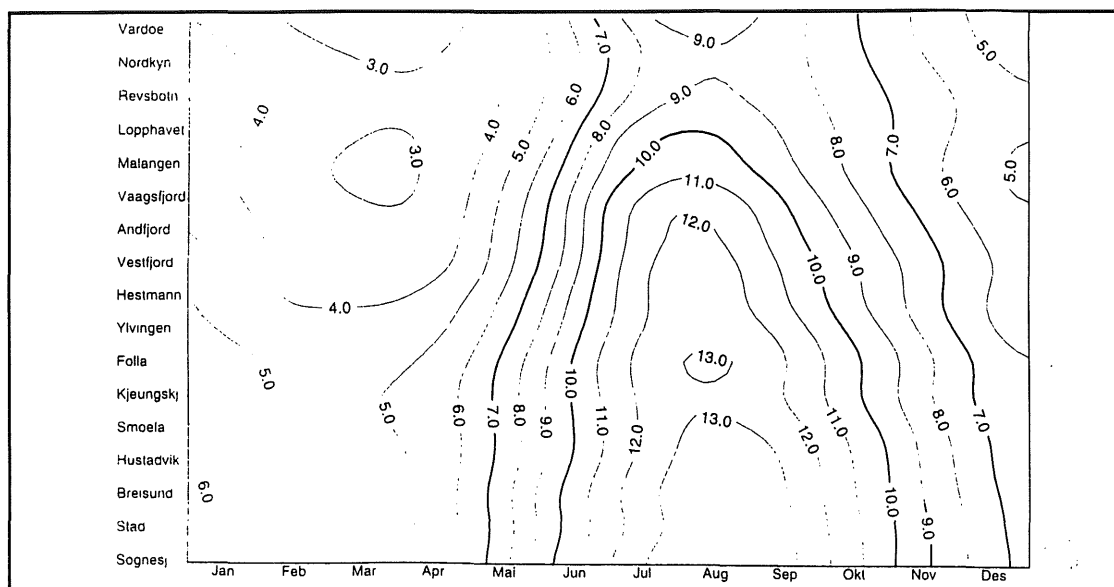 Vardoe 7.0 9.0 5.0
Nordkyn 3.0
Revsbotn 6.0 9.0
4.0 4.0 8.0
Lopphavet 5.0 8.0 7.0
Malangen 3.0 10.0 5.0
Vaagsfjord 11.0 6.0
Andfjord 12.0
Vestfjord 10.0 9.0
Hestmann 4.0
Ylvingen
Folla 13.0
5.0 10.0
Kjeungskj
5.0 6.0 7.0 8.0 9.0 11.0 11.0 8.0 7.0
Smoela 12.0 13.0 12.0
Hustadvik
Breisund 6.0 10.0
Stad 9.0
Sognesj
Jan Feb Mar Apr Mai Jun Jul Aug Sep Okt Nov Des